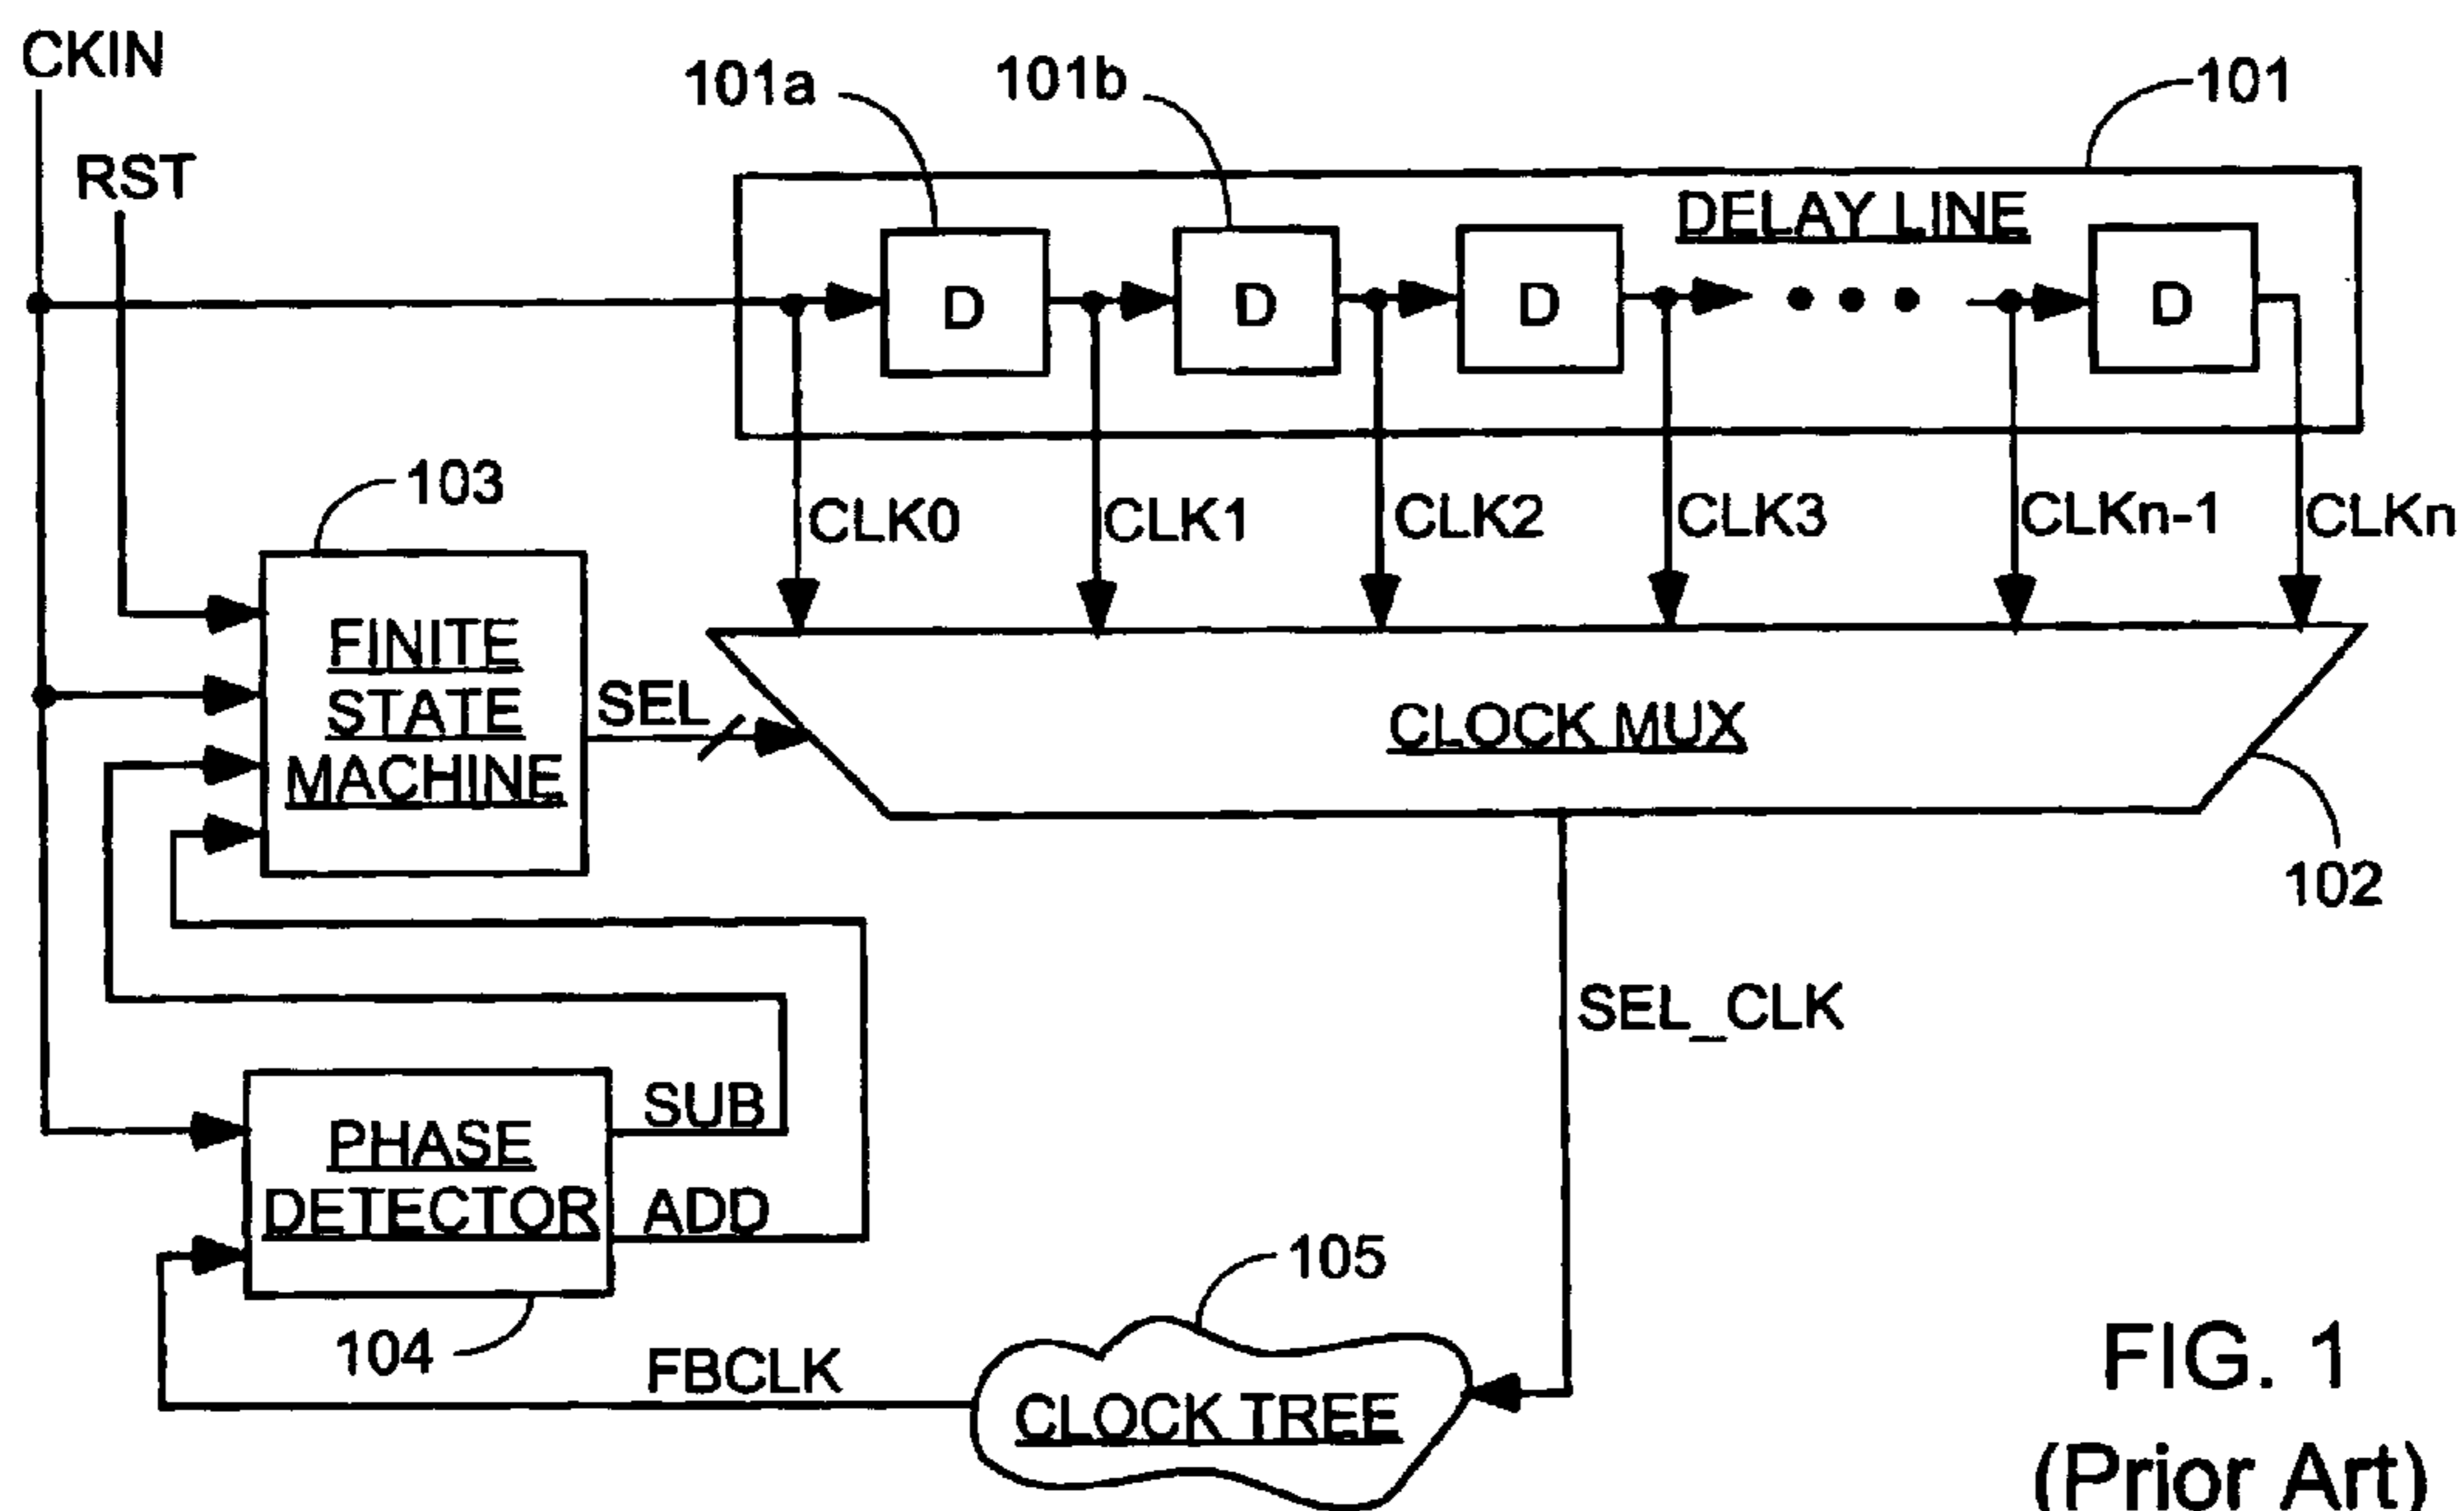 CKIN
RST
101a
101b
101
DELAY LINE
D
D
D
D
CLK0
CLK1
CLK2
CLK3
CLKn-1
CLKn
103
FINITE
STATE
MACHINE
SEL
CLOCK MUX
102
SEL_CLK
SUB
ADD
PHASE
DETECTOR
104
FBCLK
105
CLOCK TREE
FIG. 1
(Prior Art)